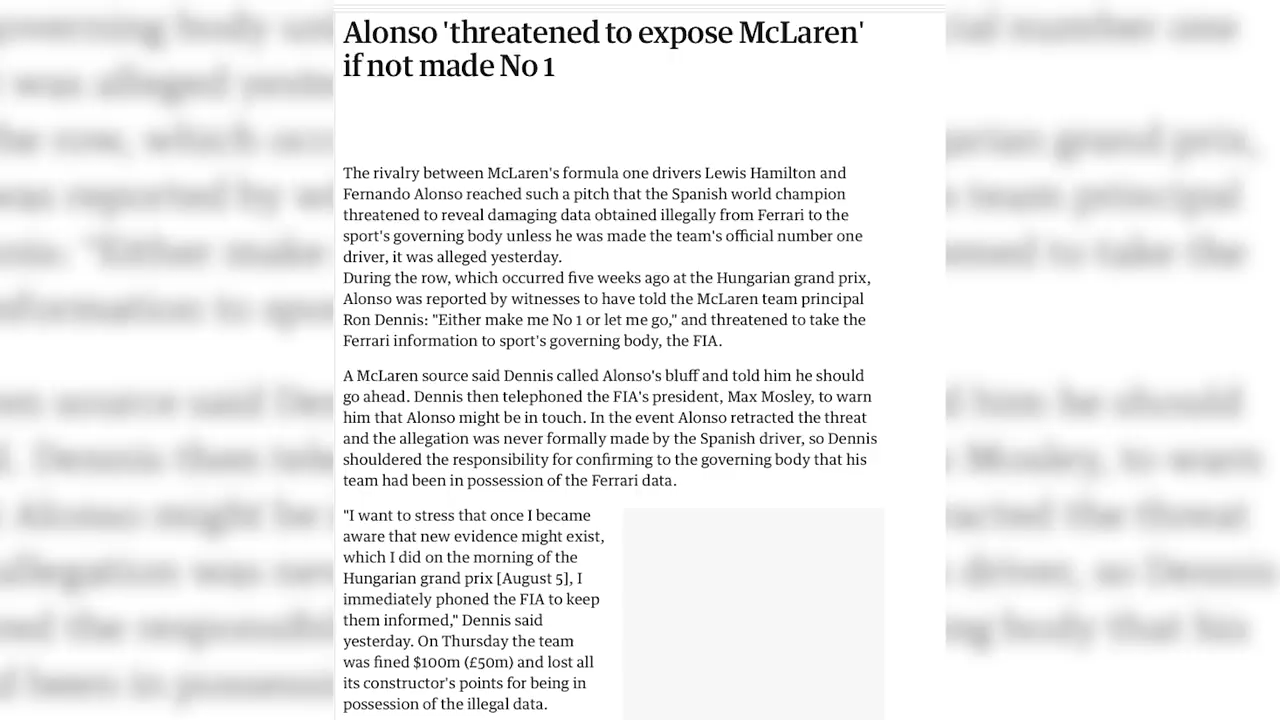 Alonso 'threatened to expose McLaren'
if not made No 1
The rivalry between McLaren's formula one drivers Lewis Hamilton and
Fernando Alonso reached such a pitch that the Spanish world champion
threatened to reveal damaging data obtained illegally from Ferrari to the
sport's governing body unless he was made the team's official number one
driver, it was alleged yesterday.
During the row, which occurred five weeks ago at the Hungarian grand prix,
Alonso was reported by witnesses to have told the McLaren team principal
Ron Dennis: "Either make me No 1 or let me go," and threatened to take the
Ferrari information to sport's governing body, the FIA.
A McLaren source said Dennis called Alonso's bluff and told him he should
go ahead. Dennis then telephoned the FIA's president, Max Mosley, to warn
him that Alonso might be in touch. In the event Alonso retracted the threat
and the allegation was never formally made by the Spanish driver, so Dennis
shouldered the responsibility for confirming to the governing body that his
team had been in possession of the Ferrari data.
"I want to stress that once I became
aware that new evidence might exist,
which I did on the morning of the
Hungarian grand prix [August 5], I
immediately phoned the FIA to keep
them informed," Dennis said
yesterday. On Thursday the team
was fined $100m (£50m) and lost all
its constructor's points for being in
possession of the illegal data.